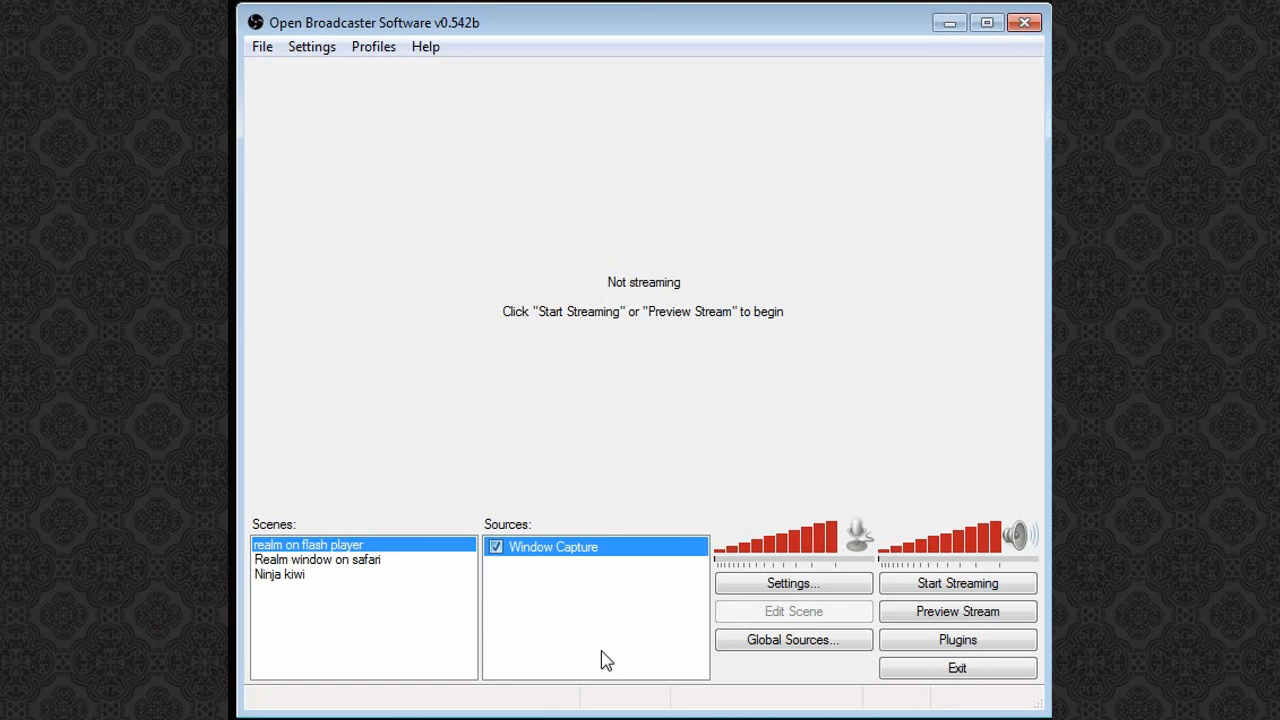 Open Broadcaster Software v0.542b
File Settings Profiles Help
Not streaming
Click "Start Streaming" or "Preview Stream" to begin
Scenes:
realm on flash player
Realm window on safari
Ninja kiwi
Sources:
Window Capture
Settings...
Start Streaming
Edit Scene
Preview Stream
Global Sources...
Plugins
Exit